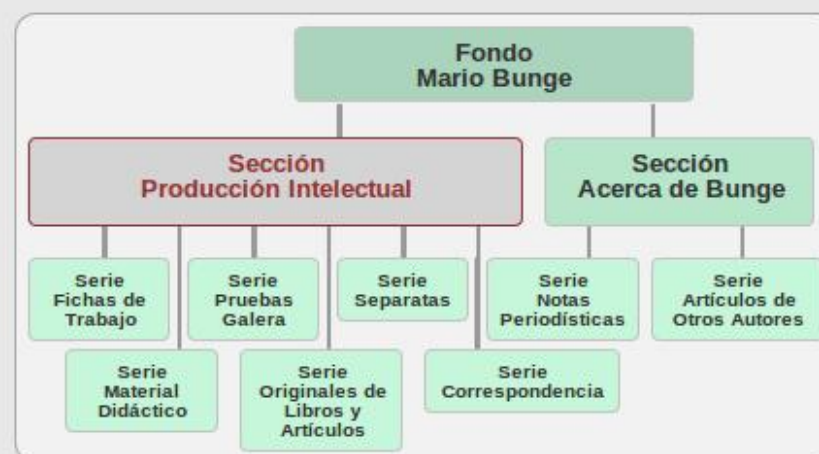 Fondo
Mario Bunge
Sección
Producción Intelectual
Sección
Acerca de Bunge
Serie
Fichas de
Trabajo
Serie
Pruebas
Galera
Serie
Separatas
Serie
Notas
Periodísticas
Serie
Artículos de
Otros Autores
Serie
Material
Didáctico
Serie
Originales de
Libros y
Artículos
Serie
Correspondencia